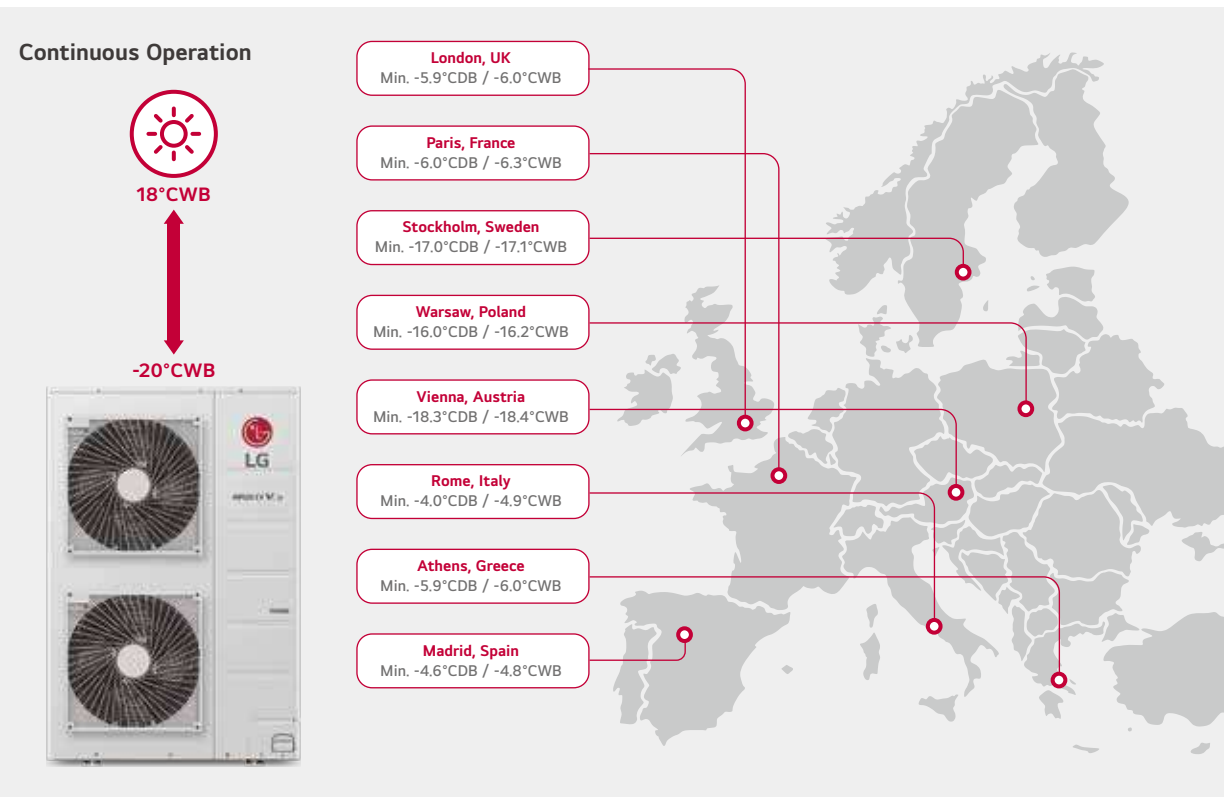 Continuous Operation
18°CWB
-20°CWB
LG
London, UK
Min. -5.9°CDB / -6.0°CWB
Paris, France
Min. -6.0°CDB / -6.3°CWB
Stockholm, Sweden
Min. -17.0°CDB / -17.1°CWB
Warsaw, Poland
Min. -16.0°CDB / -16.2°CWB
Vienna, Austria
Min. -18.3°CDB / -18.4°CWB
Rome, Italy
Min. -4.0°CDB / -4.9°CWB
Athens, Greece
Min. -5.9°CDB / -6.0°CWB
Madrid, Spain
Min. -4.6°CDB / -4.8°CWB